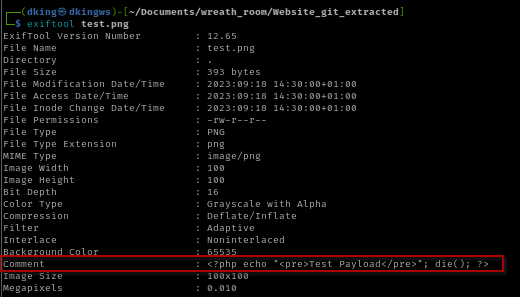 ┌──(dking㉿dkingws)-[~/Documents/wreath_room/Website_git_extracted]
└─$ exiftool test.png
ExifTool Version Number : 12.65
File Name : test.png
Directory : .
File Size : 393 bytes
File Modification Date/Time : 2023:09:18 14:30:00+01:00
File Access Date/Time : 2023:09:18 14:30:00+01:00
File Inode Change Date/Time : 2023:09:18 14:30:00+01:00
File Permissions : -rw-r--r--
File Type : PNG
File Type Extension : png
MIME Type : image/png
Image Width : 100
Image Height : 100
Bit Depth : 16
Color Type : Grayscale with Alpha
Compression : Deflate/Inflate
Filter : Adaptive
Interlace : Noninterlaced
Background Color : 65535
Comment : <?php echo "<pre>Test Payload</pre>"; die(); ?>
Image Size : 100x100
Megapixels : 0.010